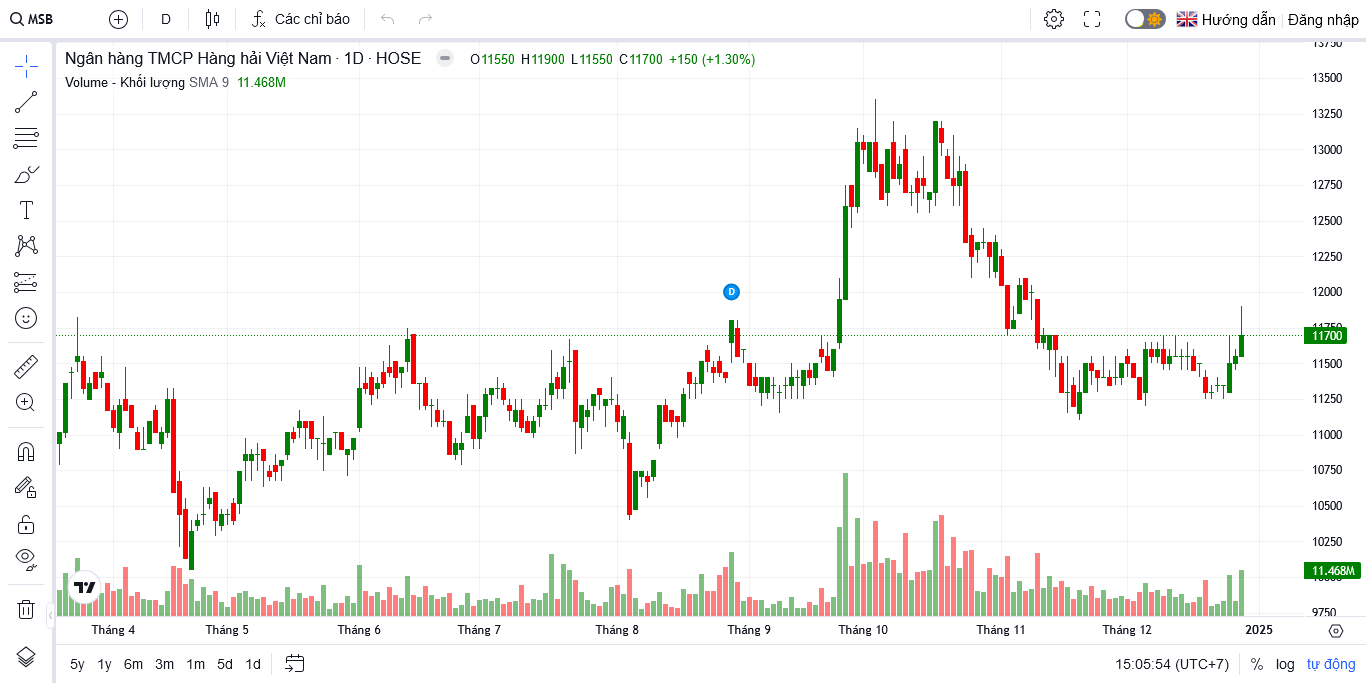 MSB D Các chỉ báo Hướng dẫn Đăng nhập
Ngân hàng TMCP Hàng hải Việt Nam · 1D · HOSE O11550 H11900 L11550 C11700 +150 (+1.30%)
Volume - Khối lượng SMA 9 11.468M
D
13750
13500
13250
13000
12750
12500
12250
12000
11750
11700
11500
11250
11000
10750
10500
10250
11.468M
10000
9750
Tháng 4 Tháng 5 Tháng 6 Tháng 7 Tháng 8 Tháng 9 Tháng 10 Tháng 11 Tháng 12 2025
5y 1y 6m 3m 1m 5d 1d 15:05:54 (UTC+7) % log tự động